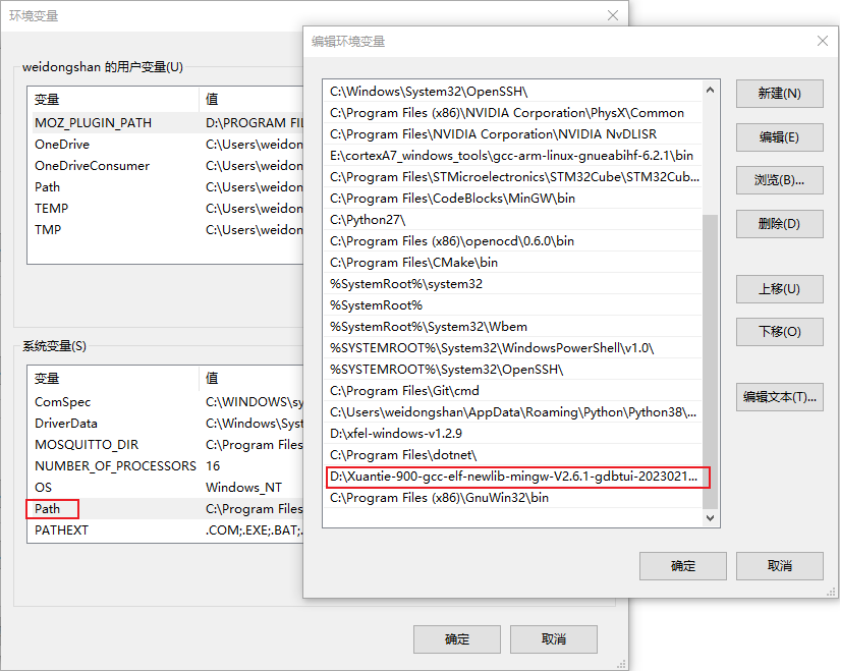 环境变量
weidongshan 的用户变量(U)
变量 值
MOZ_PLUGIN_PATH D:\PROGRAM FI
OneDrive C:\Users\weidon
OneDriveConsumer C:\Users\weidon
Path C:\Users\weidon
TEMP C:\Users\weidon
TMP C:\Users\weidon
系统变量(S)
变量 值
ComSpec C:\WINDOWS\sy
DriverData C:\Windows\Syst
MOSQUITTO_DIR C:\Program Files
NUMBER_OF_PROCESSORS 16
OS Windows_NT
Path C:\Program Files
PATHEXT .COM;.EXE;.BAT;.
确定 取消
编辑环境变量
C:\Windows\System32\OpenSSH\
C:\Program Files (x86)\NVIDIA Corporation\PhysX\Common
C:\Program Files\NVIDIA Corporation\NVIDIA NvDLISR
E:\cortexA7_windows_tools\gcc-arm-linux-gnueabihf-6.2.1\bin
C:\Program Files\STMicroelectronics\STM32Cube\STM32Cub...
C:\Program Files\CodeBlocks\MinGW\bin
C:\Python27\
C:\Program Files (x86)\openocd\0.6.0\bin
C:\Program Files\CMake\bin
%SystemRoot%\system32
%SystemRoot%
%SystemRoot%\System32\Wbem
%SYSTEMROOT%\System32\WindowsPowerShell\v1.0\
%SYSTEMROOT%\System32\OpenSSH\
C:\Program Files\Git\cmd
C:\Users\weidongshan\AppData\Roaming\Python\Python38\...
D:\xfel-windows-v1.2.9
C:\Program Files\dotnet\
D:\Xuantie-900-gcc-elf-newlib-mingw-V2.6.1-gdbtui-2023021...
C:\Program Files (x86)\GnuWin32\bin
新建(N)
编辑(E)
浏览(B)...
删除(D)
上移(U)
下移(O)
编辑文本(T)...
确定 取消